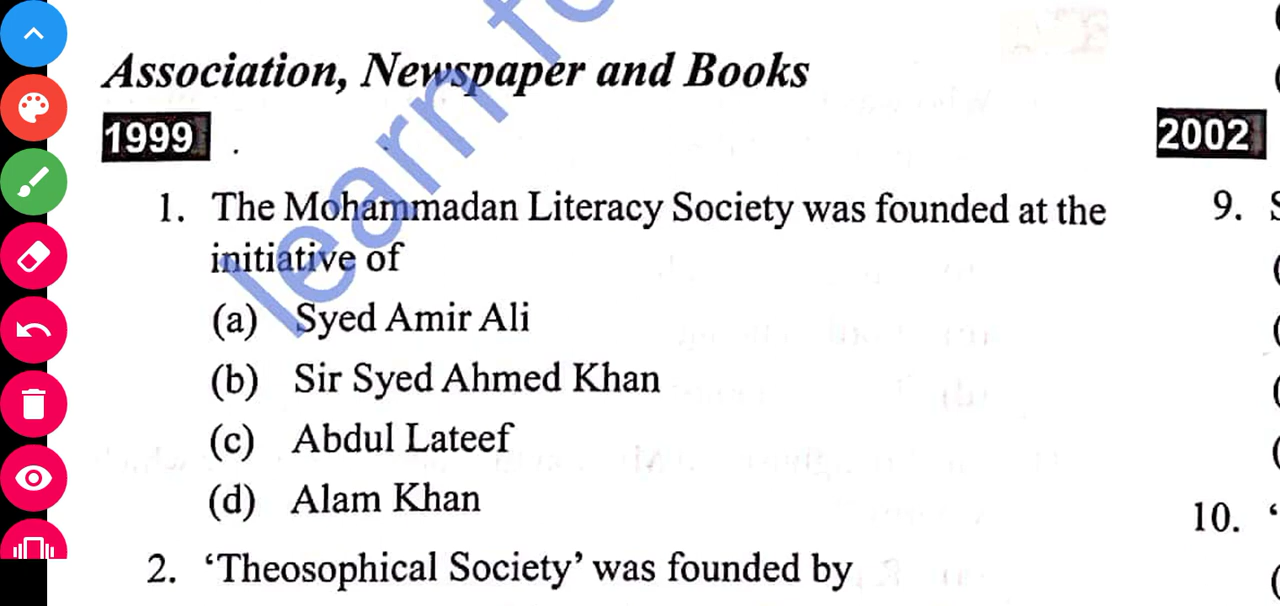 Association, Newspaper and Books
1999
1. The Mohammadan Literacy Society was founded at the
initiative of
(a) Syed Amir Ali
(b) Sir Syed Ahmed Khan
(c) Abdul Lateef
(d) Alam Khan
2. ‘Theosophical Society’ was founded by
learn
2002
9.
10. ‘